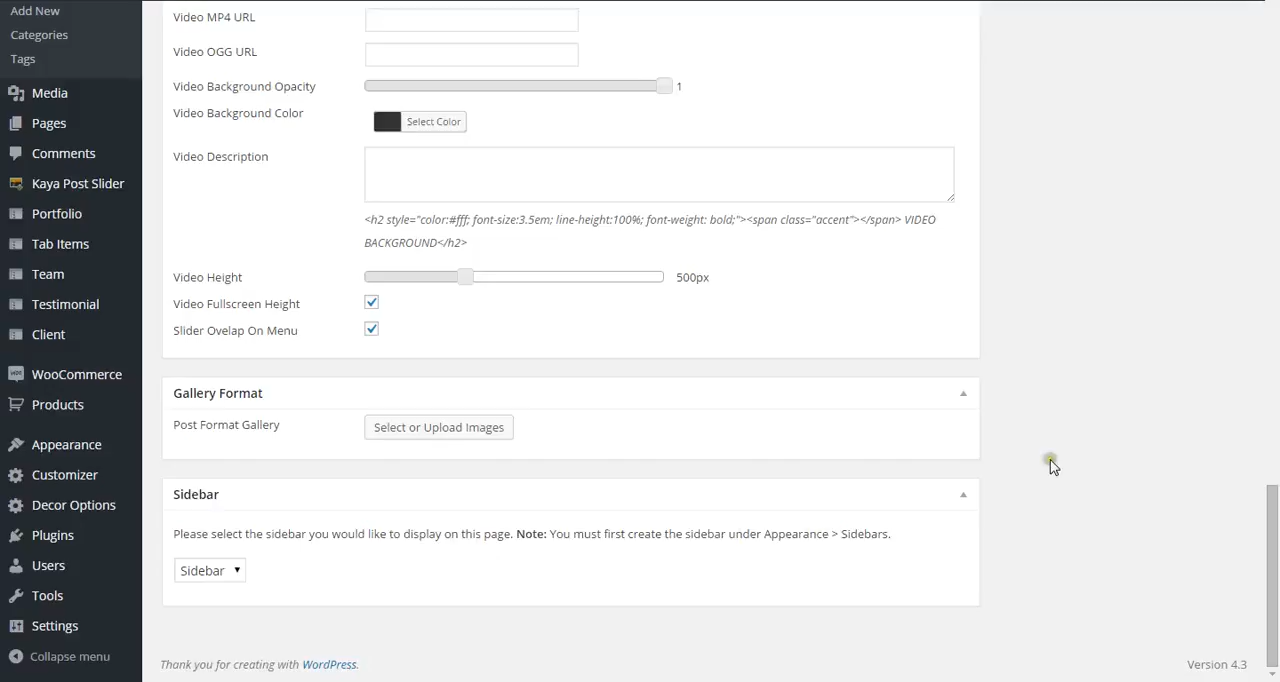 Add New
Categories
Tags
Media
Pages
Comments
Kaya Post Slider
Portfolio
Tab Items
Team
Testimonial
Client
WooCommerce
Products
Appearance
Customizer
Decor Options
Plugins
Users
Tools
Settings
Collapse menu
Video MP4 URL
Video OGG URL
Video Background Opacity
1
Video Background Color
Select Color
Video Description
<h2 style="color:#fff; font-size:3.5em; line-height:100%; font-weight: bold;"><span class="accent"></span> VIDEO
BACKGROUND</h2>
Video Height
500px
Video Fullscreen Height
Slider Ovelap On Menu
Gallery Format
Post Format Gallery
Select or Upload Images
Sidebar
Please select the sidebar you would like to display on this page. Note: You must first create the sidebar under Appearance > Sidebars.
Sidebar
Thank you for creating with WordPress.
Version 4.3